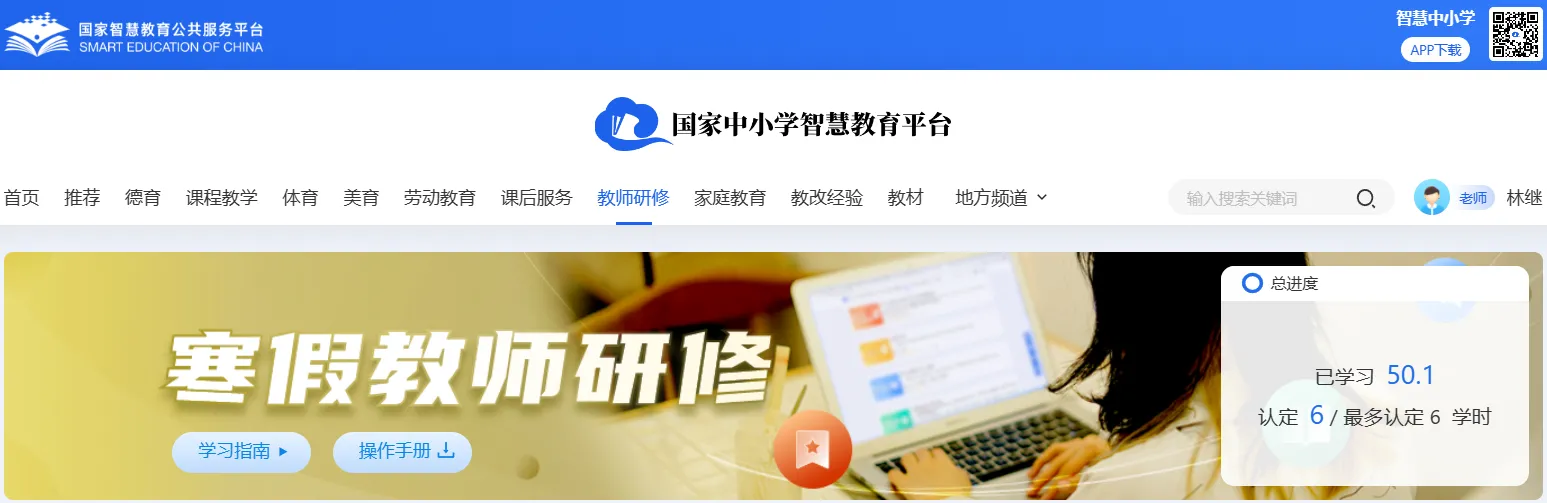 国家智慧教育公共服务平台
SMART EDUCATION OF CHINA
智慧中小学
APP下载
国家中小学智慧教育平台
首页 推荐 德育 课程教学 体育 美育 劳动教育 课后服务 教师研修 家庭教育 教改经验 教材 地方频道
输入搜索关键词
老师 林继
总进度
寒假教师研修
已学习 50.1
认定 6 / 最多认定 6 学时
学习指南
操作手册